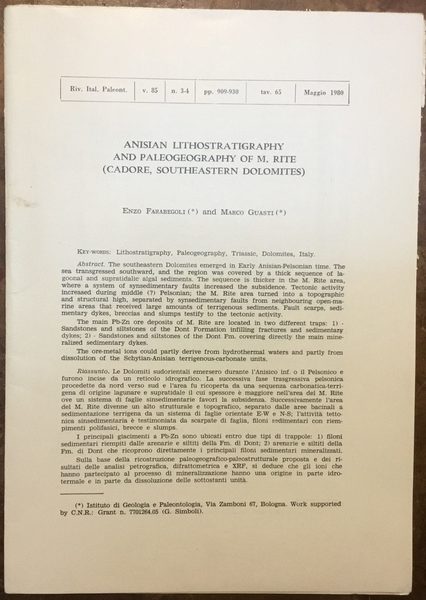 Riv. Ital. Paleont. v. 85 n. 3-4 pp. 909-930 tav. 65 Maggio 1980
ANISIAN LITHOSTRATIGRAPHY
AND PALEOGEOGRAPHY OF M. RITE
(CADORE, SOUTHEASTERN DOLOMITES)
ENZO FARABEGOLI (*) and MARCO GUASTI (*)
KEY-WORDS: Lithostratigraphy, Paleogeography, Triassic, Dolomites, Italy.
Abstract. The southeastern Dolomites emerged in Early Anisian-Pelsonian time. The
sea transgressed southward, and the region was covered by a thick sequence of la-
goonal and supratidalic algal sediments. The sequence is thicker in the M. Rite area,
where a system of synsedimentary faults increased the subsidence. Tectonic activity
increased during middle (?) Pelsonian; the M. Rite area turned into a topographic
and structural high, separated by synsedimentary faults from neighbouring open-ma-
rine areas that received large amounts of terrigenous sediments. Fault scarps, sedi-
mentary dykes, breccias and slumps testify to the tectonic activity.
The main Pb-Zn ore deposits of M. Rite are located in two different traps: 1) -
Sandstones and siltstones of the Dont Formation infilling fractures and sedimentary
dykes; 2) - Sandstones and siltstones of the Dont Fm. covering directly the main mine-
ralized sedimentary dykes.
The ore-metal ions could partly derive from hydrothermal waters and partly from
dissolution of the Schytian-Anisian terrigenous-carbonate units.
Riassunto. Le Dolomiti sudorientali emersero durante l'Anisico inf. o il Pelsonico e
furono incise da un reticolo idrografico. La successiva fase trasgressiva pelsonica
procedette da nord verso sud e l'area fu ricoperta da una sequenza carbonatica-terri-
gena di origine lagunare e supratidale il cui spessore è maggiore nell'area del M. Rite
ove un sistema di faglie sinsedimentarie favorì la subsidenza. Successivamente l'area
del M. Rite divenne un alto strutturale e topografico, separato dalle aree bacinali a
sedimentazione terrigena da un sistema di faglie orientate E-W e N-S; l'attività tetto-
nica sinsedimentaria è testimoniata da scarpate di faglia, filoni sedimentari con riem-
pimenti polifasici, brecce e slumps.
I principali giacimenti a Pb-Zn sono ubicati entro due tipi di trappole: 1) filoni
sedimentari riempiti dalle arenarie e siltiti della Fm. di Dont; 2) arenarie e siltiti della
Fm. di Dont che ricoprono direttamente i principali filoni sedimentari mineralizzati.
Sulla base della ricostruzione paleogeografico-paleostrutturale proposta e dei ri-
sultati delle analisi petrografica, difrattometrica e XRF, si deduce che gli ioni che
hanno partecipato al processo di mineralizzazione hanno una origine in parte idro-
termale e in parte da dissoluzione delle sottostanti unità.
(*) Istituto di Geologia e Paleontologia, Via Zamboni 67, Bologna. Work supported
by C.N.R.: Grant n. 7701264.05 (G. Simboli).